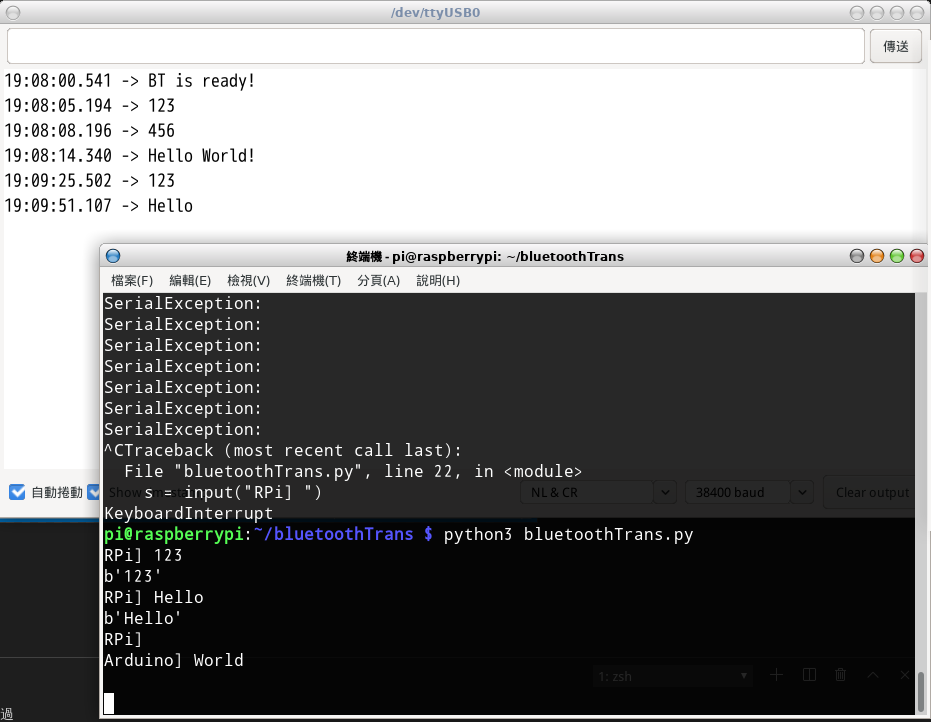 /dev/ttyUSB0
傳送
19:08:00.541 -> BT is ready!
19:08:05.194 -> 123
19:08:08.196 -> 456
19:08:14.340 -> Hello World!
19:09:25.502 -> 123
19:09:51.107 -> Hello
終端機 - pi@raspberrypi: ~/bluetoothTrans
檔案(F) 編輯(E) 檢視(V) 終端機(T) 分頁(A) 說明(H)
SerialException:
SerialException:
SerialException:
SerialException:
SerialException:
SerialException:
SerialException:
^CTraceback (most recent call last):
  File "bluetoothTrans.py", line 22, in <module>
    s = input("RPi] ")
KeyboardInterrupt
pi@raspberrypi:~/bluetoothTrans $ python3 bluetoothTrans.py
RPi] 123
b'123'
RPi] Hello
b'Hello'
RPi]
Arduino] World
自動捲動 Show
NL & CR
38400 baud
Clear output
1: zsh
過